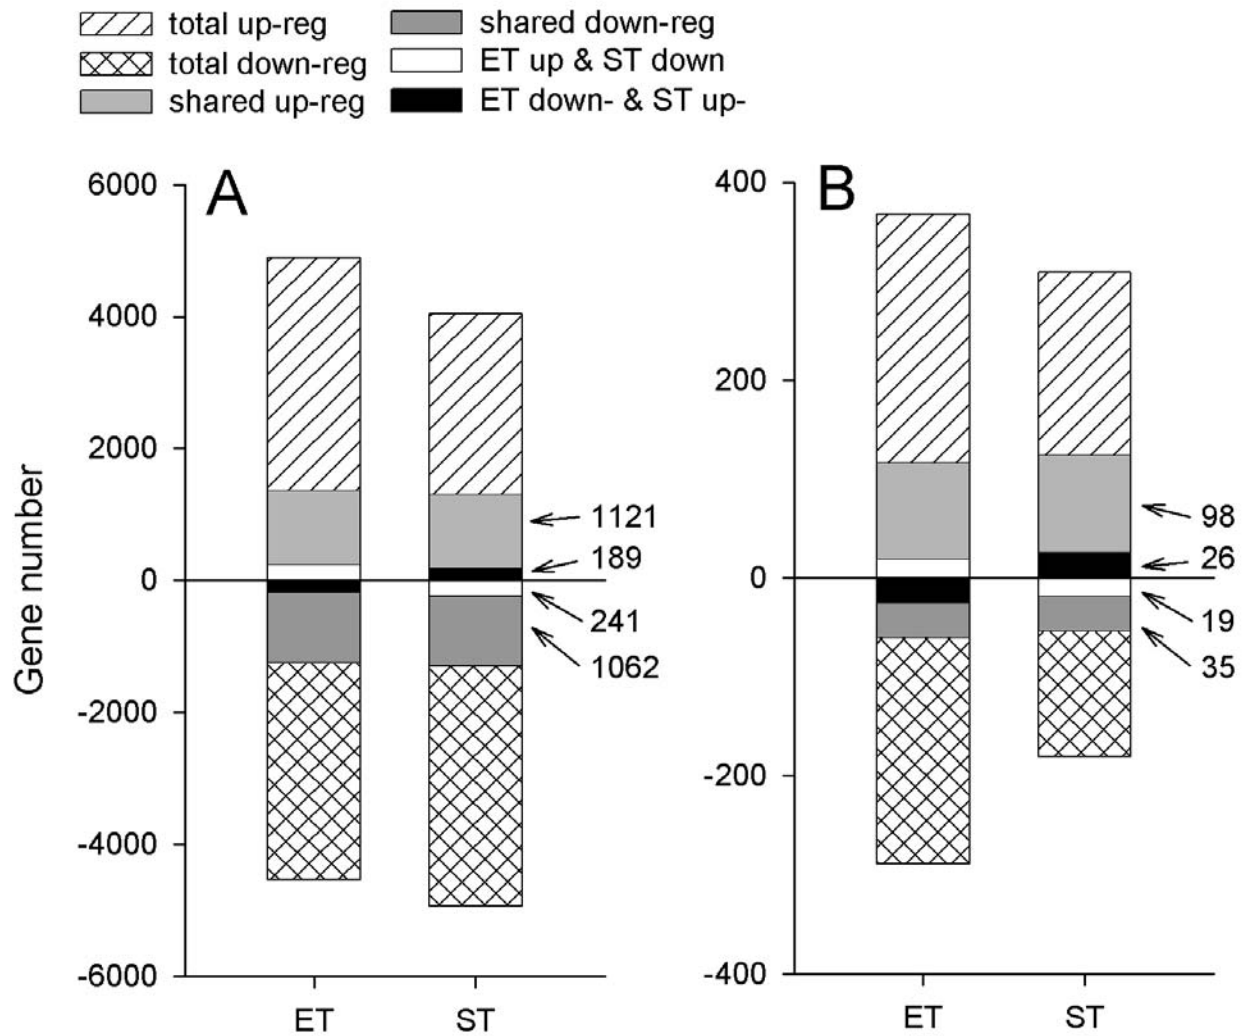 total up-reg
total down-reg
shared up-reg
shared down-reg
ET up & ST down
ET down- & ST up-
Gene number
A
6000
4000
2000
0
-2000
-4000
-6000
1121
189
241
1062
ET
ST
B
400
200
0
-200
-400
98
26
19
35
ET
ST